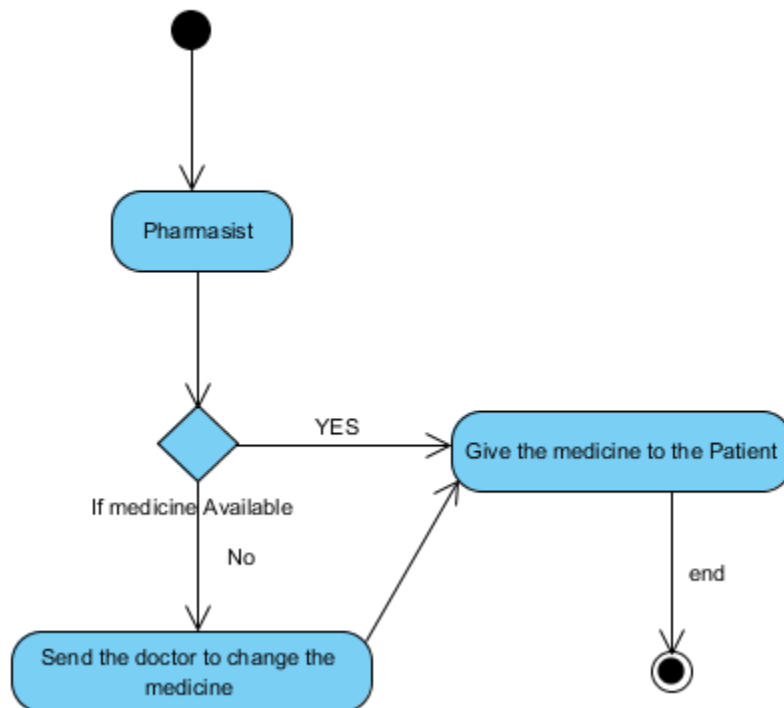 Pharmasist
YES
Give the medicine to the Patient
If medicine Available
No
end
Send the doctor to change the
medicine